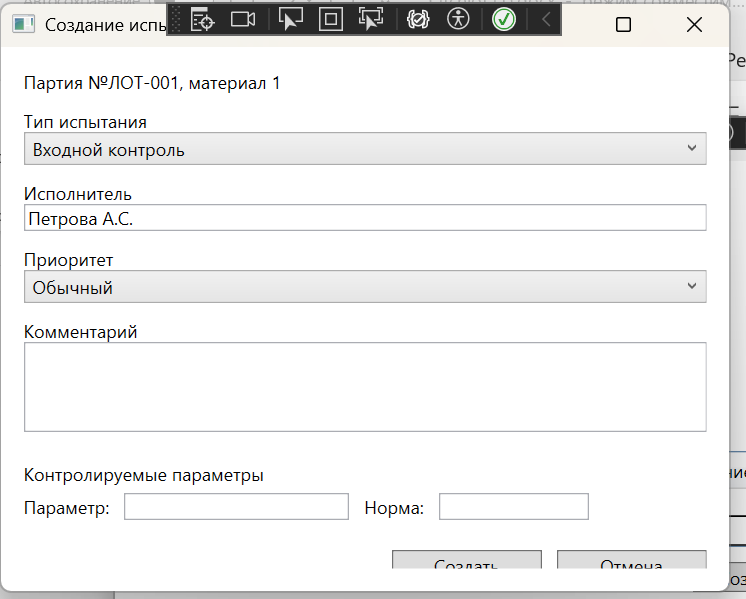 Создание испы
Партия №ЛОТ-001, материал 1
Тип испытания
Входной контроль
Исполнитель
Петрова А.С.
Приоритет
Обычный
Комментарий
Контролируемые параметры
Параметр: Норма:
Создать Отмена